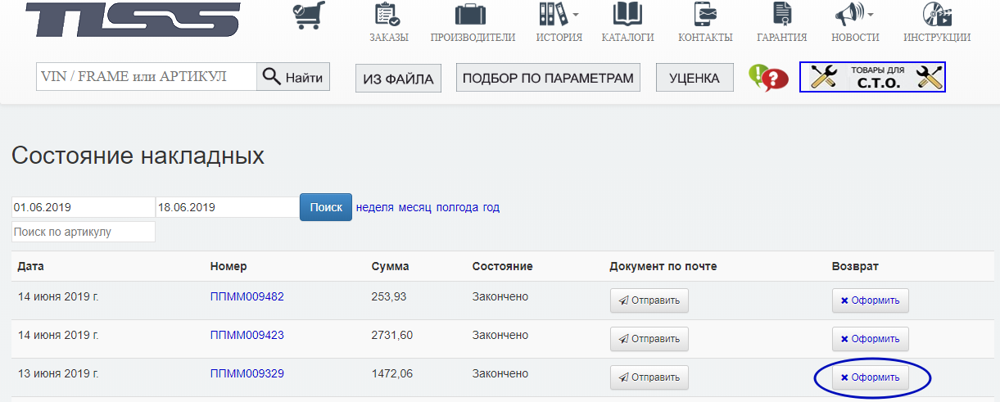 TISS
ЗАКАЗЫ ПРОИЗВОДИТЕЛИ ИСТОРИЯ КАТАЛОГИ КОНТАКТЫ ГАРАНТИЯ НОВОСТИ ИНСТРУКЦИИ
VIN / FRAME или АРТИКУЛ Найти ИЗ ФАЙЛА ПОДБОР ПО ПАРАМЕТРАМ УЦЕНКА ! ? ТОВАРЫ ДЛЯ
С.Т.О.
Состояние накладных
01.06.2019 18.06.2019 Поиск неделя месяц полгода год
Поиск по артикулу
Дата Номер Сумма Состояние Документ по почте Возврат
14 июня 2019 г. ППММ009482 253,93 Закончено Отправить Оформить
14 июня 2019 г. ППММ009423 2731,60 Закончено Отправить Оформить
13 июня 2019 г. ППММ009329 1472,06 Закончено Отправить Оформить